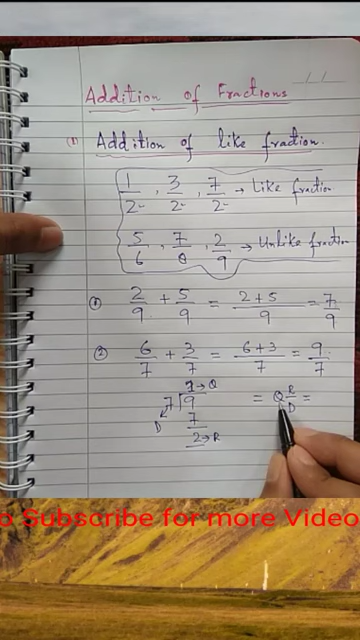 Addition of Fractions
(1) Addition of like fraction.
1/2, 3/2, 7/2 → Like fraction
5/6, 7/8, 2/9 → Unlike fraction
① 2/9 + 5/9 = 2+5/9 = 7/9
② 6/7 + 3/7 = 6+3/7 = 9/7
1 → Q
7 | 9 = Q R/D =
D 7
2 → R
o Subscribe for more Video